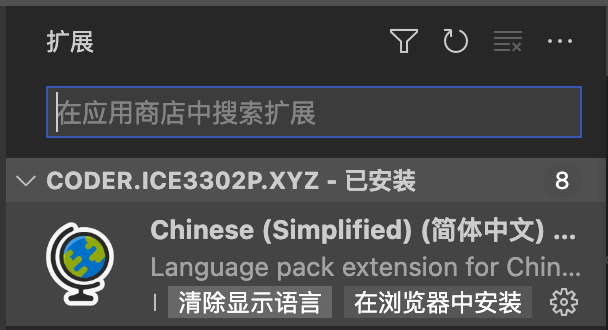 扩展
在应用商店中搜索扩展
CODER.ICE3302P.XYZ - 已安装 8
Chinese (Simplified) (简体中文) ...
Language pack extension for Chin...
清除显示语言 在浏览器中安装